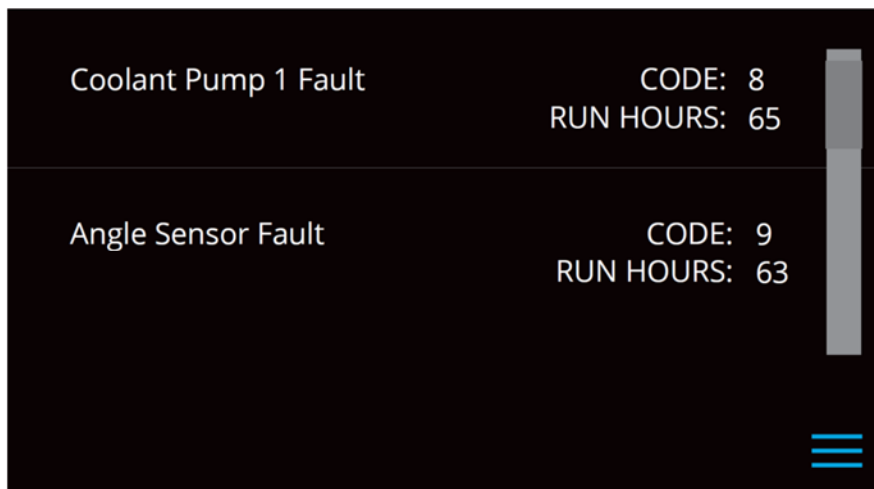 Coolant Pump 1 Fault CODE: 8
RUN HOURS: 65
Angle Sensor Fault CODE: 9
RUN HOURS: 63